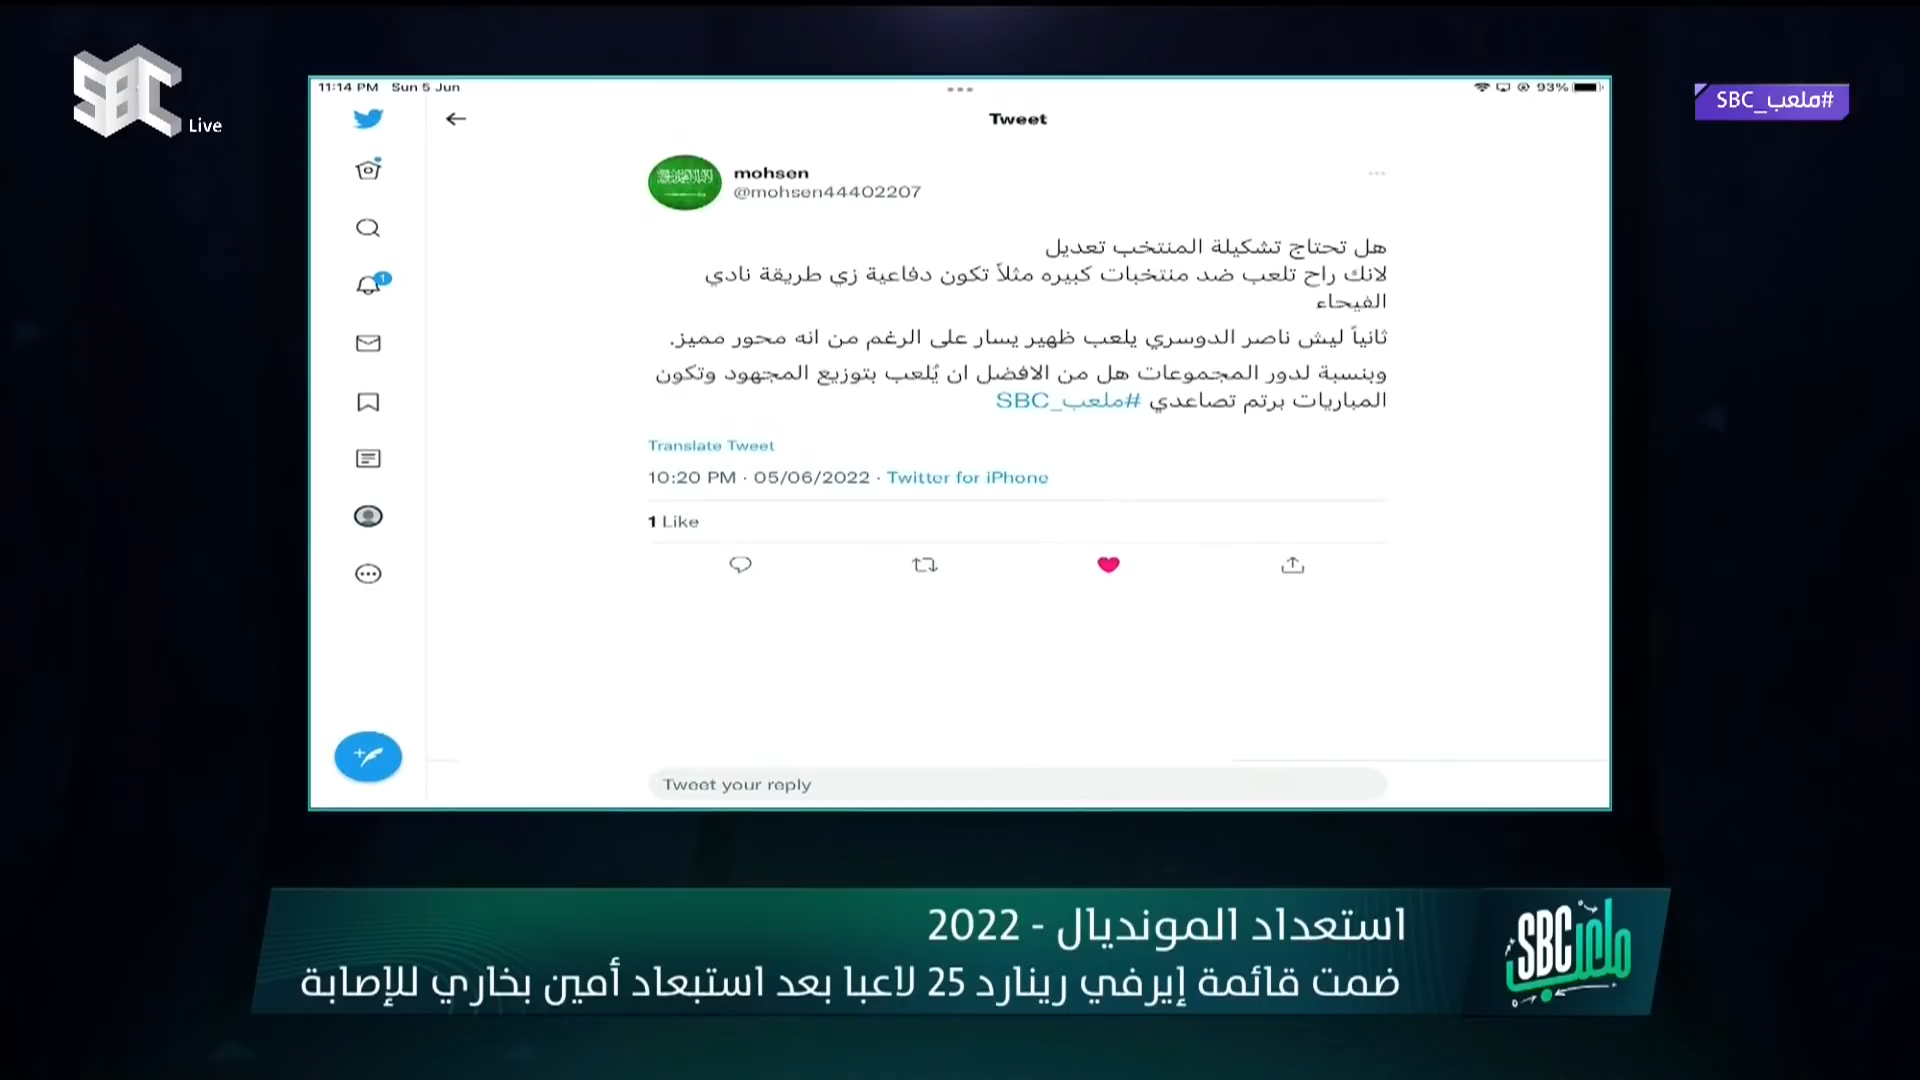 SBC Live
#ملعب_SBC
11:14 PM Sun 5 Jun
93%
Tweet
mohsen
@mohsen44402207
هل تحتاج تشكيلة المنتخب تعديل
لانك راح تلعب ضد منتخبات كبيره مثلاً تكون دفاعية زي طريقة نادي
الفيحاء
ثانياً ليش ناصر الدوسري يلعب ظهير يسار على الرغم من انه محور مميز.
وبنسبة لدور المجموعات هل من الافضل ان يُلعب بتوزيع المجهود وتكون
المباريات برتم تصاعدي #ملعب_SBC
Translate Tweet
10:20 PM · 05/06/2022 · Twitter for iPhone
1 Like
1
Tweet your reply
استعداد المونديال - 2022
ضمت قائمة إيرفي رينارد 25 لاعبا بعد استبعاد أمين بخاري للإصابة
ملعب SBC